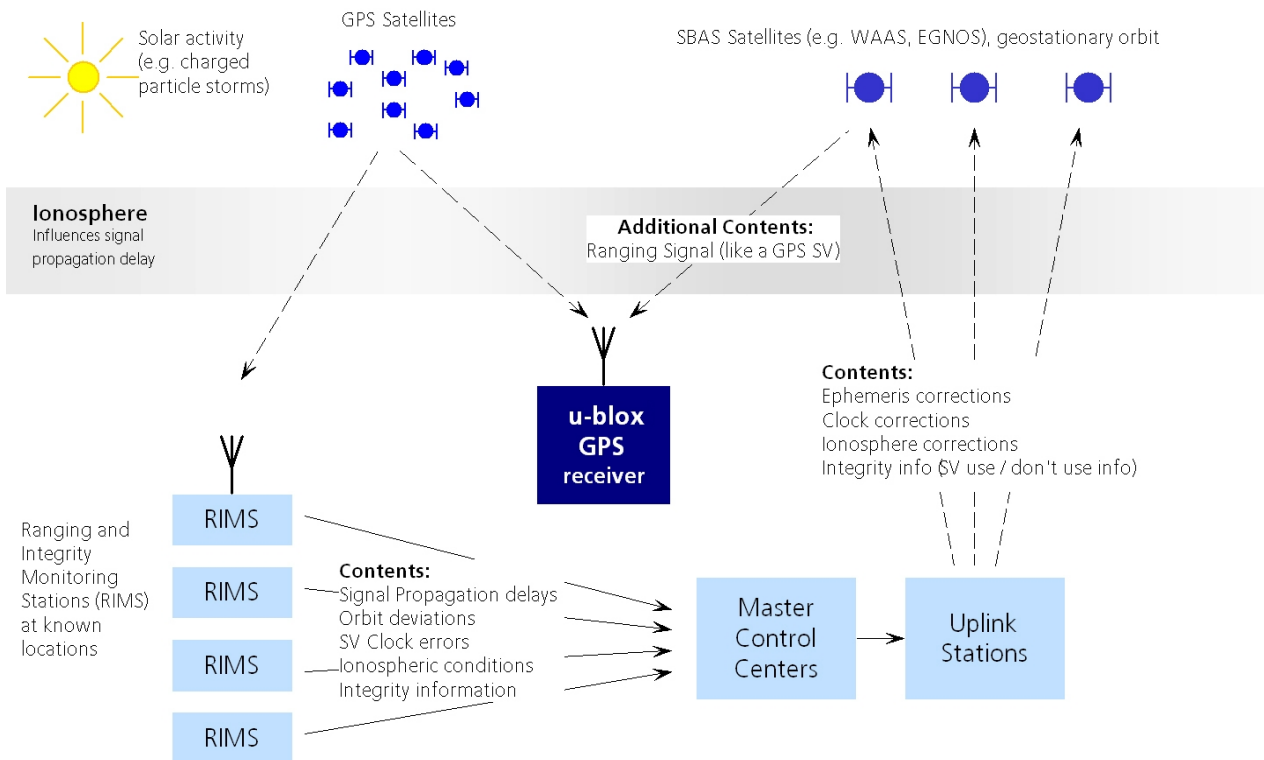 Solar activity
(e.g. charged
particle storms)
GPS Satellites
SBAS Satellites (e.g. WAAS, EGNOS), geostationary orbit
Ionosphere
Influences signal
propagation delay
Additional Contents:
Ranging Signal (like a GPS SV)
u-blox
GPS
receiver
Contents:
Ephemeris corrections
Clock corrections
Ionosphere corrections
Integrity info (SV use / don't use info)
Ranging and
Integrity
Monitoring
Stations (RIMS)
at known
locations
RIMS
RIMS
RIMS
RIMS
Contents:
Signal Propagation delays
Orbit deviations
SV Clock errors
Ionospheric conditions
Integrity information
Master
Control
Centers
Uplink
Stations